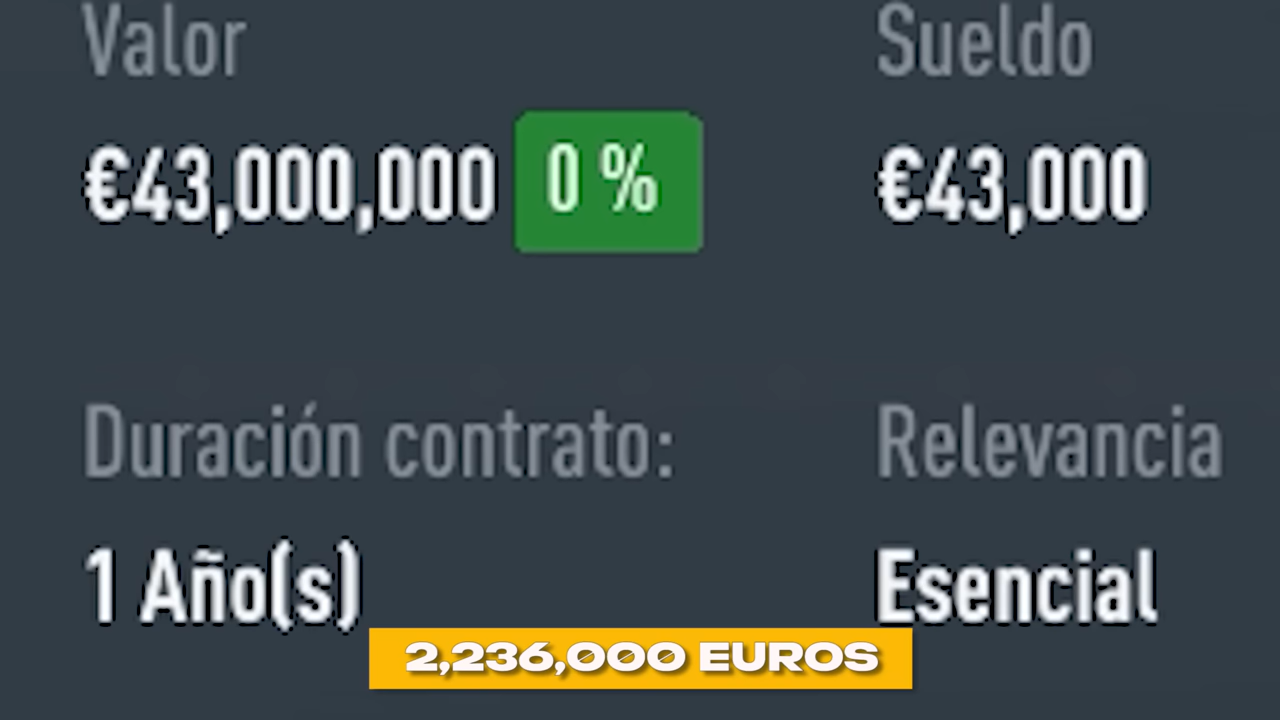 Valor
Sueldo
€43,000,000 0 %
€43,000
Duración contrato:
Relevancia
1 Año(s)
Esencial
2,236,000 EUROS